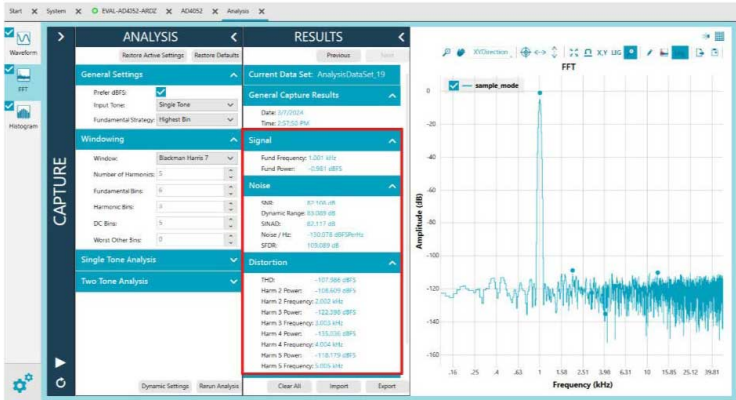 Start System EVAL-AD4052-ARDZ AD4052 Analysis
Waveform
FFT
Histogram
CAPTURE
ANALYSIS
Restore Active Settings Restore Defaults
General Settings
Prefer dBFS:
Input Tone: Single Tone
Fundamental Strategy: Highest Bin
Windowing
Window: Blackman Harris 7
Number of Harmonics: 5
Fundamental Bins: 6
Harmonic Bins: 3
DC Bins: 5
Worst Other Bins: 0
Single Tone Analysis
Two Tone Analysis
Dynamic Settings Rerun Analysis
RESULTS
Previous Next
Current Data Set: AnalysisDataSet_19
General Capture Results
Date: 3/7/2024
Time: 2:57:50 PM
Signal
Fund Frequency: 1.001 kHz
Fund Power: -0.981 dBFS
Noise
SNR: 82.106 dB
Dynamic Range: 83.089 dB
SINAD: 82.117 dB
Noise / Hz: dBFSPerHz
SFDR: 109.089 dB
Distortion
THD: -107.986 dBFS
Harm 2 Power: -108.609 dBFS
Harm 2 Frequency: 2.002 kHz
Harm 3 Power: -122.398 dBFS
Harm 3 Frequency: 3.003 kHz
Harm 4 Power: dBFS
Harm 4 Frequency: 4.004 kHz
Harm 5 Power: -118.179 dBFS
Harm 5 Frequency: 5.005 kHz
Clear All Import Export
XYDirection X,Y
FFT
sample_mode
Amplitude (dB)
0
-20
-40
-60
-80
-100
-120
-140
-160
.16 .25 .4 .63 1 1.58 2.51 3.98 6.31 10 15.85 25.12 39.81
Frequency (kHz)